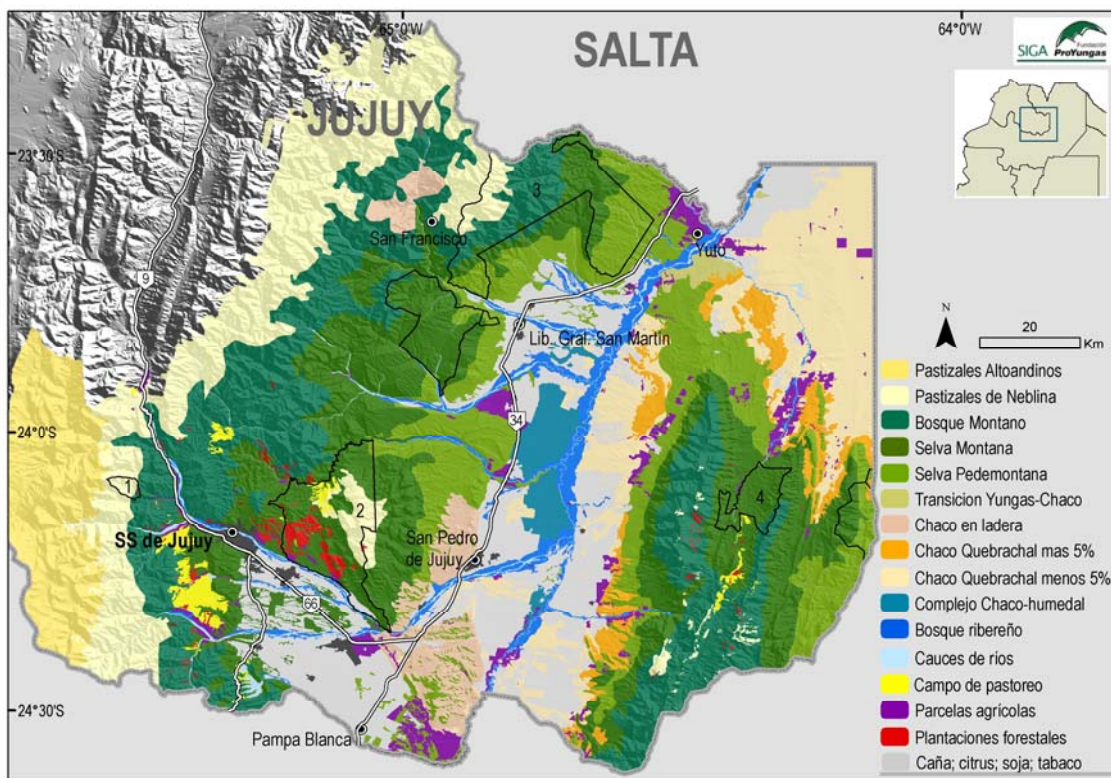 65°0'W
64°0'W
SALTA
JUJUY
SIGA
Fundación
ProYungas
23°30'S
3
San Francisco
Yuto
9
Lib. Gral. San Martín
34
24°0'S
1
2
4
SS de Jujuy
San Pedro
de Jujuy
66
24°30'S
Pampa Blanca
N
20
Km
Pastizales Altoandinos
Pastizales de Neblina
Bosque Montano
Selva Montana
Selva Pedemontana
Transicion Yungas-Chaco
Chaco en ladera
Chaco Quebrachal mas 5%
Chaco Quebrachal menos 5%
Complejo Chaco-humedal
Bosque ribereño
Cauces de rios
Campo de pastoreo
Parcelas agrícolas
Plantaciones forestales
Caña; citrus; soja; tabaco